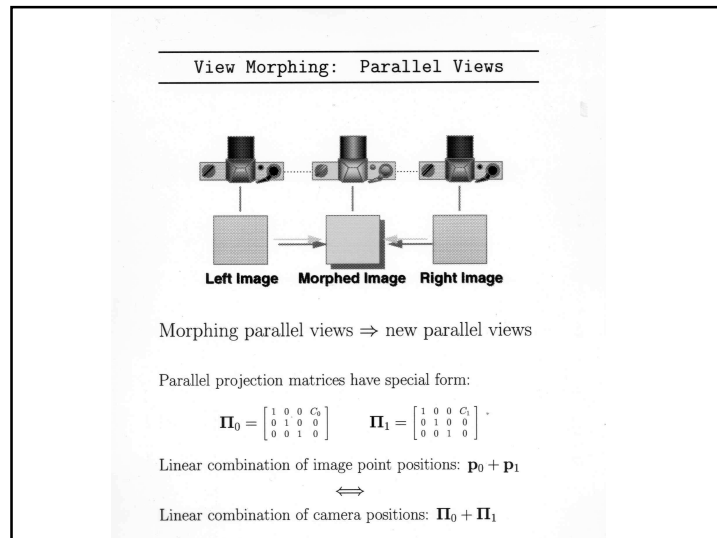 View Morphing: Parallel Views
Left Image Morphed Image Right Image
Morphing parallel views ⇒ new parallel views
Parallel projection matrices have special form:
Π₀ = [ 1 0 0 C₀ ; 0 1 0 0 ; 0 0 1 0 ] Π₁ = [ 1 0 0 C₁ ; 0 1 0 0 ; 0 0 1 0 ]
Linear combination of image point positions: p₀ + p₁
⟺
Linear combination of camera positions: Π₀ + Π₁